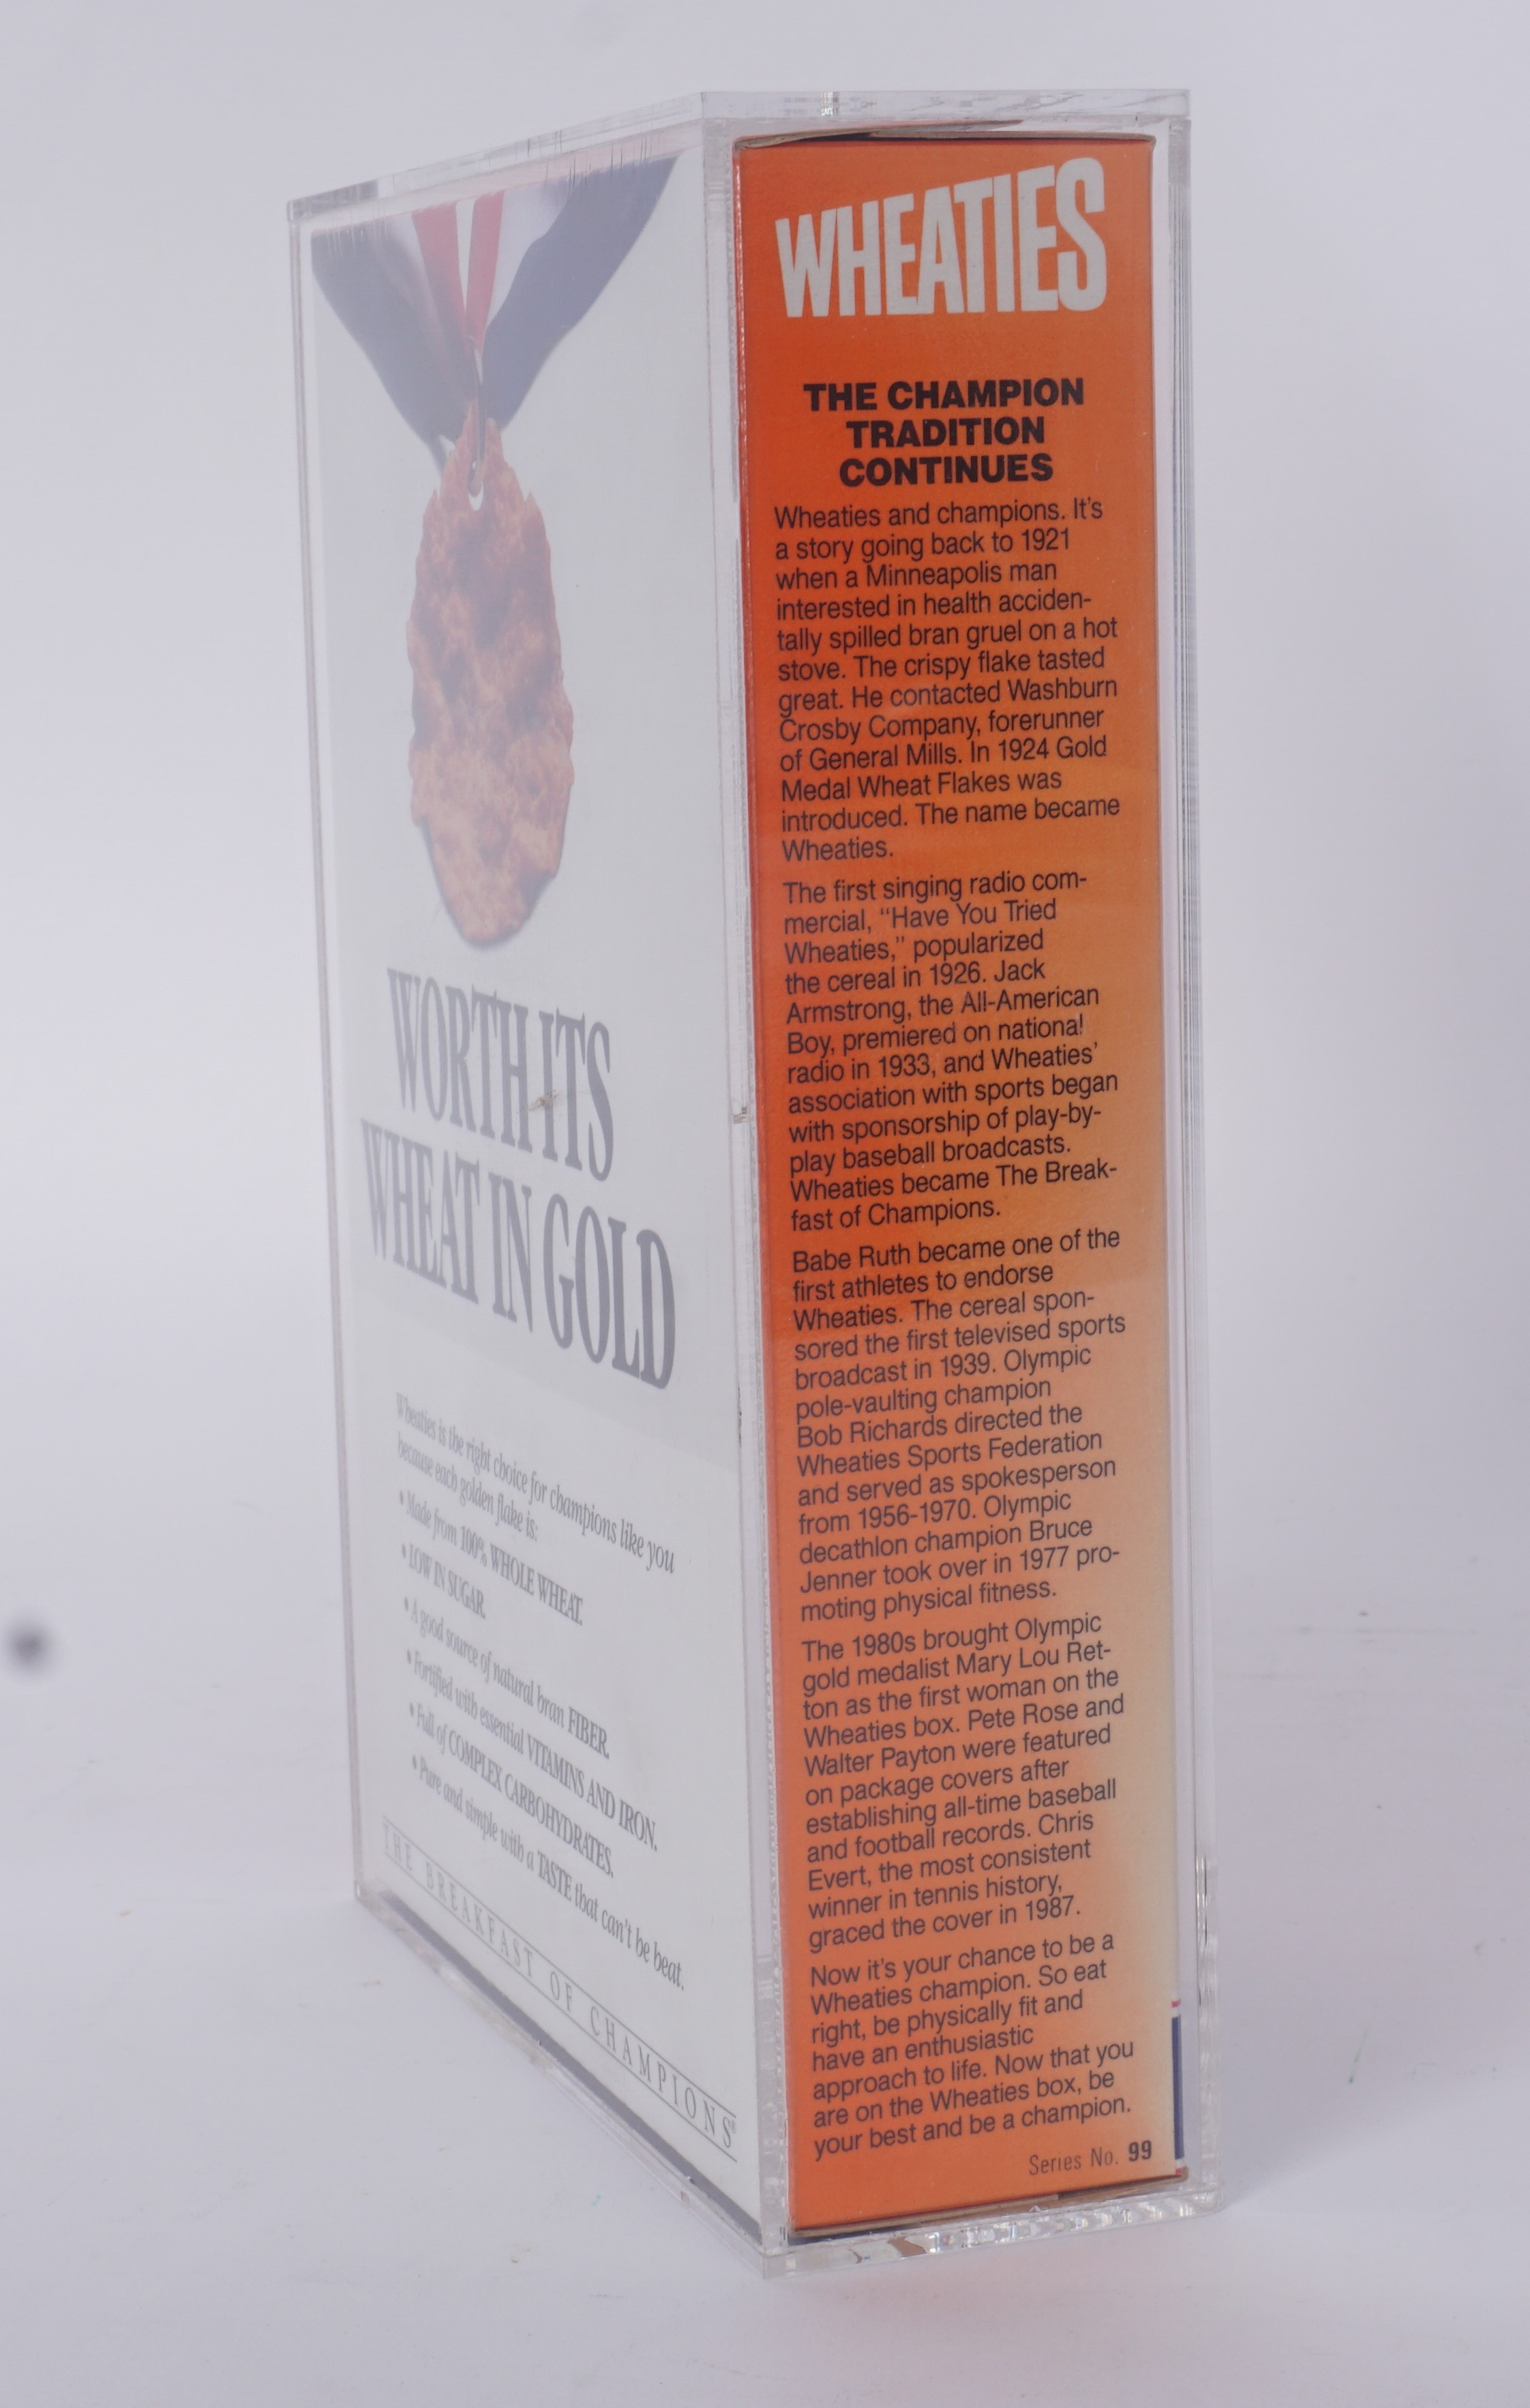 WORTH ITS
WHEAT IN GOLD
Wheaties is the right choice for champions like you
because each golden flake is:
• Made from 100% WHOLE WHEAT.
• LOW IN SUGAR.
• A good source of natural bran FIBER.
• Fortified with essential VITAMINS AND IRON.
• Full of COMPLEX CARBOHYDRATES.
• Pure and simple with a TASTE that can't be beat.
THE BREAKFAST OF CHAMPIONS®
WHEATIES
THE CHAMPION
TRADITION
CONTINUES
Wheaties and champions. It's
a story going back to 1921
when a Minneapolis man
interested in health acciden-
tally spilled bran gruel on a hot
stove. The crispy flake tasted
great. He contacted Washburn
Crosby Company, forerunner
of General Mills. In 1924 Gold
Medal Wheat Flakes was
introduced. The name became
Wheaties.
The first singing radio com-
mercial, "Have You Tried
Wheaties," popularized
the cereal in 1926. Jack
Armstrong, the All-American
Boy, premiered on national
radio in 1933, and Wheaties'
association with sports began
with sponsorship of play-by-
play baseball broadcasts.
Wheaties became The Break-
fast of Champions.
Babe Ruth became one of the
first athletes to endorse
Wheaties. The cereal spon-
sored the first televised sports
broadcast in 1939. Olympic
pole-vaulting champion
Bob Richards directed the
Wheaties Sports Federation
and served as spokesperson
from 1956-1970. Olympic
decathlon champion Bruce
Jenner took over in 1977 pro-
moting physical fitness.
The 1980s brought Olympic
gold medalist Mary Lou Ret-
ton as the first woman on the
Wheaties box. Pete Rose and
Walter Payton were featured
on package covers after
establishing all-time baseball
and football records. Chris
Evert, the most consistent
winner in tennis history,
graced the cover in 1987.
Now it's your chance to be a
Wheaties champion. So eat
right, be physically fit and
have an enthusiastic
approach to life. Now that you
are on the Wheaties box, be
your best and be a champion.
Series No. 99